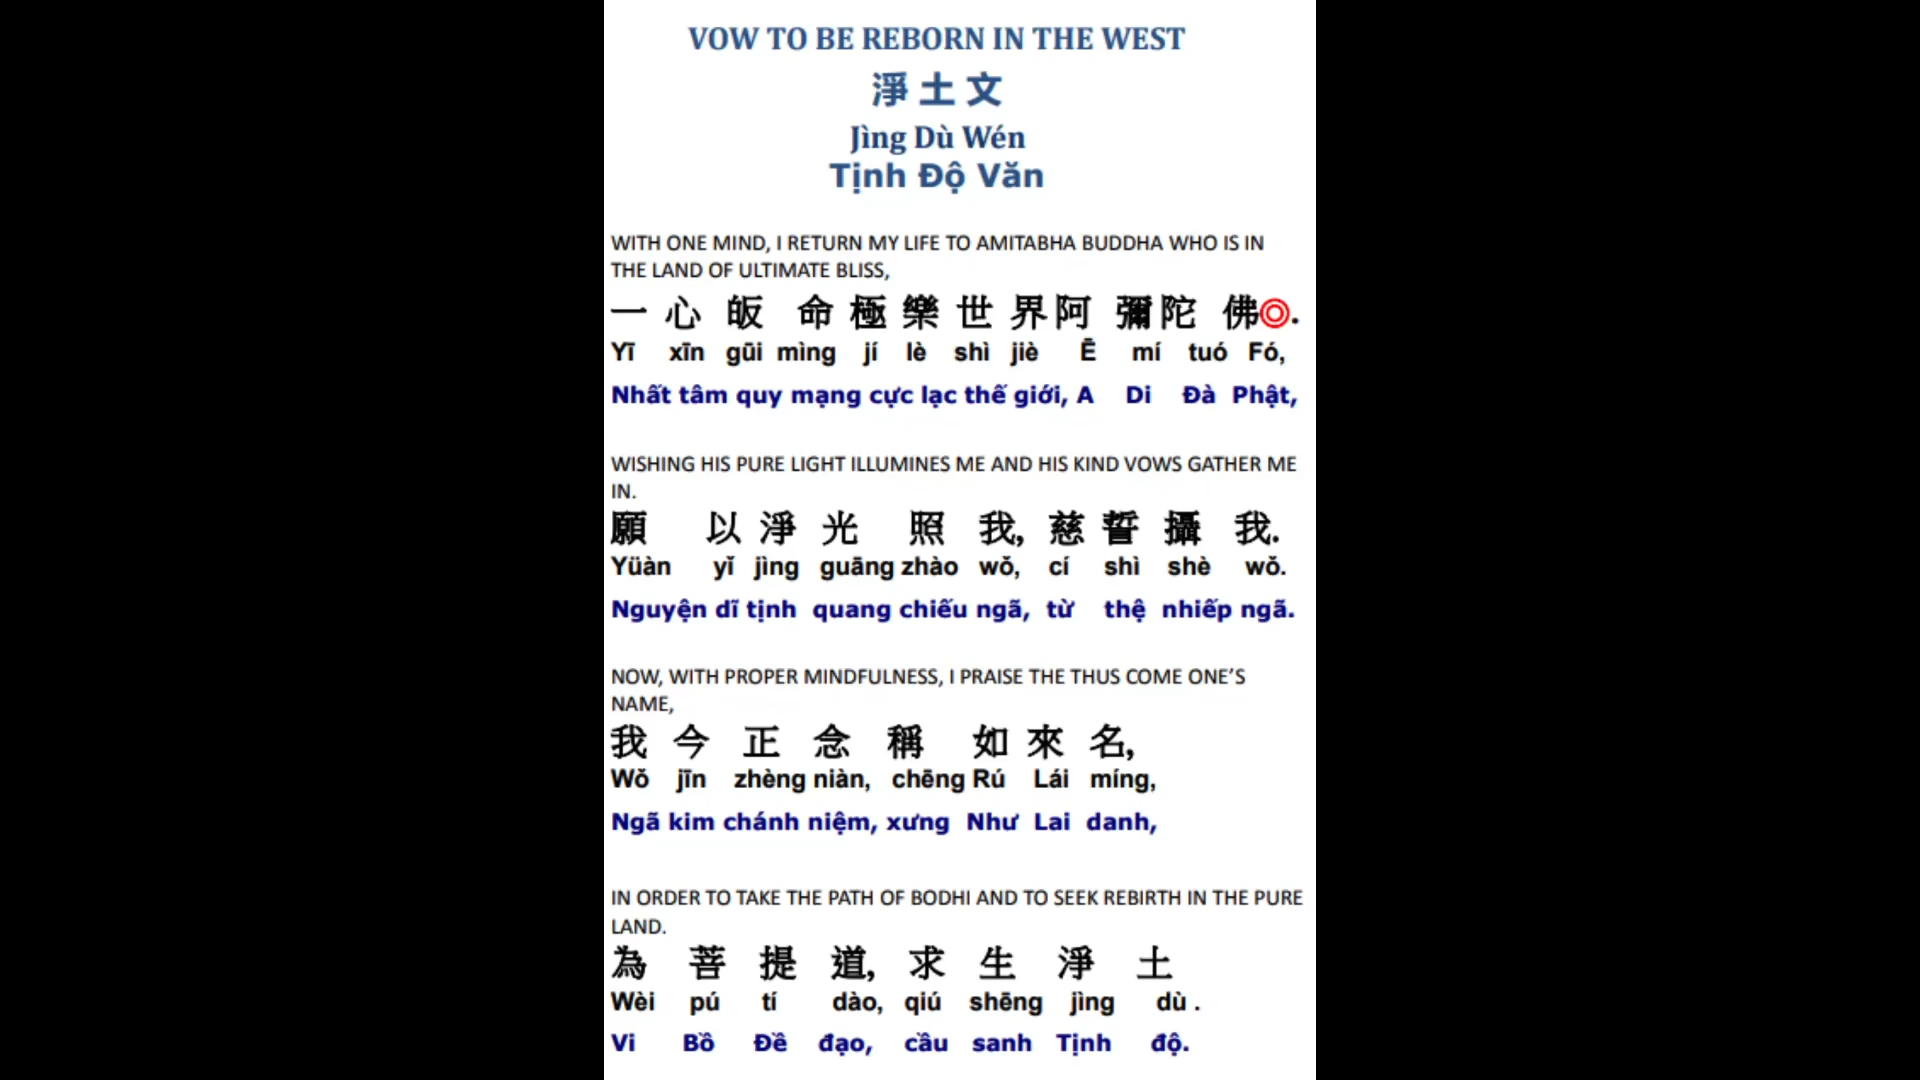 VOW TO BE REBORN IN THE WEST
淨 土 文
Jìng Dù Wén
Tịnh Độ Văn
WITH ONE MIND, I RETURN MY LIFE TO AMITABHA BUDDHA WHO IS IN
THE LAND OF ULTIMATE BLISS,
一 心 皈 命 極 樂 世 界 阿 彌 陀 佛◎.
Yī xīn gūi mìng jí lè shì jiè Ē mí tuó Fó,
Nhất tâm quy mạng cực lạc thế giới, A Di Đà Phật,
WISHING HIS PURE LIGHT ILLUMINES ME AND HIS KIND VOWS GATHER ME
IN.
願 以 淨 光 照 我, 慈 誓 攝 我.
Yüàn yǐ jìng guāng zhào wǒ, cí shì shè wǒ.
Nguyện dĩ tịnh quang chiếu ngã, từ thệ nhiếp ngã.
NOW, WITH PROPER MINDFULNESS, I PRAISE THE THUS COME ONE’S
NAME,
我 今 正 念 稱 如 來 名,
Wǒ jīn zhèng niàn, chēng Rú Lái míng,
Ngã kim chánh niệm, xưng Như Lai danh,
IN ORDER TO TAKE THE PATH OF BODHI AND TO SEEK REBIRTH IN THE PURE
LAND.
為 菩 提 道, 求 生 淨 土
Wèi pú tí dào, qiú shēng jìng dù .
Vi Bồ Đề đạo, cầu sanh Tịnh độ.